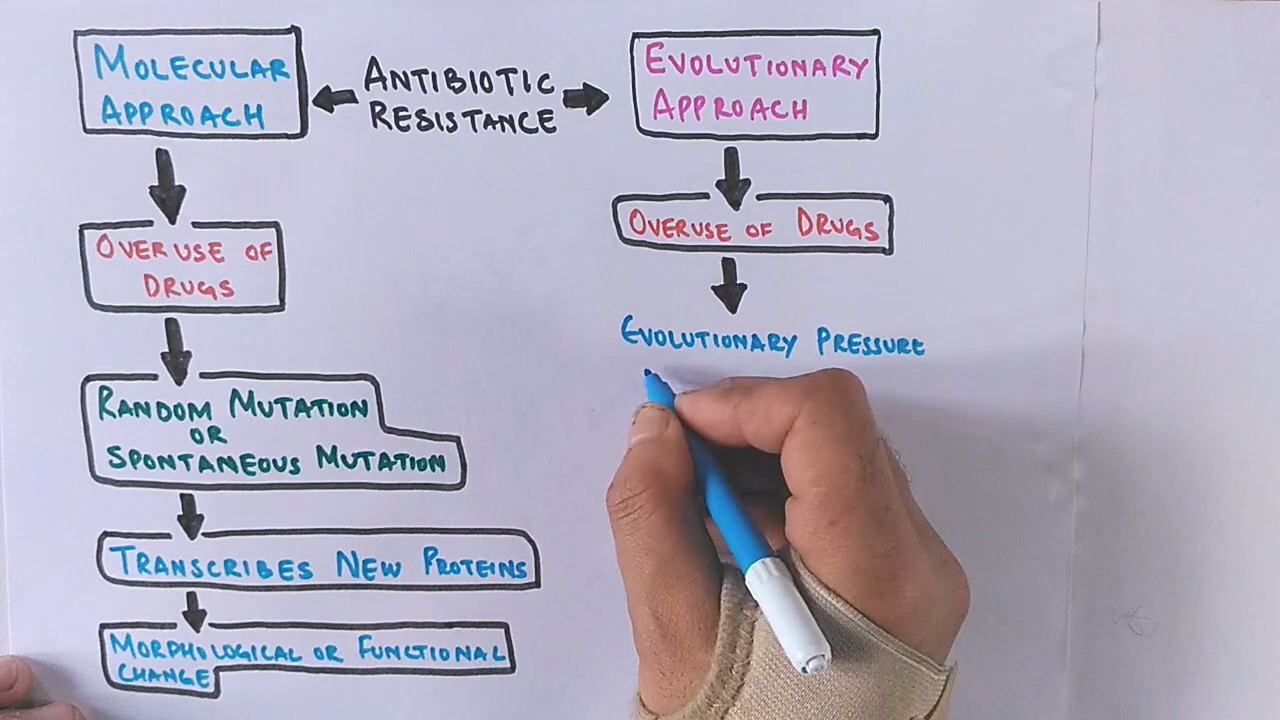 MOLECULAR
APPROACH
ANTIBIOTIC
RESISTANCE
EVOLUTIONARY
APPROACH
OVERUSE OF
DRUGS
RANDOM MUTATION
OR
SPONTANEOUS MUTATION
TRANSCRIBES NEW PROTEINS
MORPHOLOGICAL OR FUNCTIONAL
CHANGE
OVERUSE OF DRUGS
EVOLUTIONARY PRESSURE